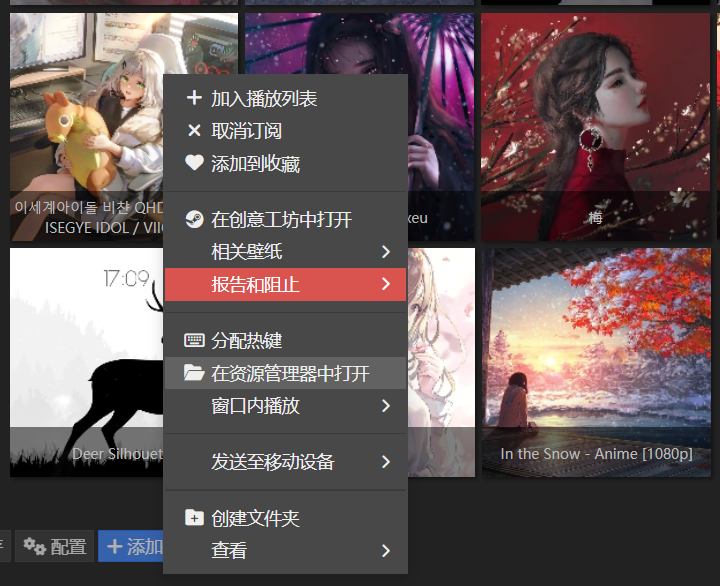 加入播放列表
取消订阅
添加到收藏
이세계아이돌 비챤 QHD
ISEGYE IDOL / VIIC
xeu
梅
在创意工坊中打开
相关壁纸
报告和阻止
17:09
分配热键
在资源管理器中打开
窗口内播放
Deer Silhouet
In the Snow - Anime [1080p]
发送至移动设备
创建文件夹
查看
配置
添加